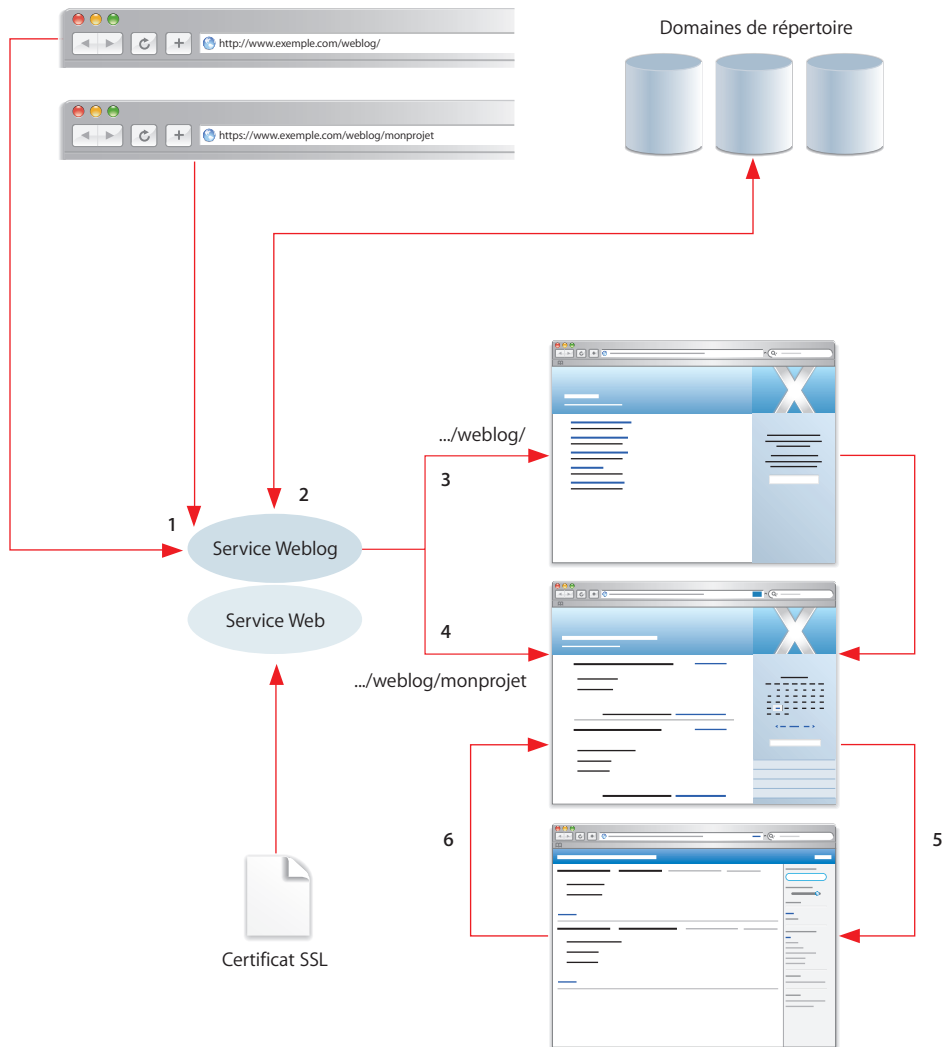 http://www.exemple.com/weblog/
Domaines de répertoire
https://www.exemple.com/weblog/monprojet
.../weblog/
3
2
1
Service Weblog
Service Web
4
.../weblog/monprojet
6
5
Certificat SSL